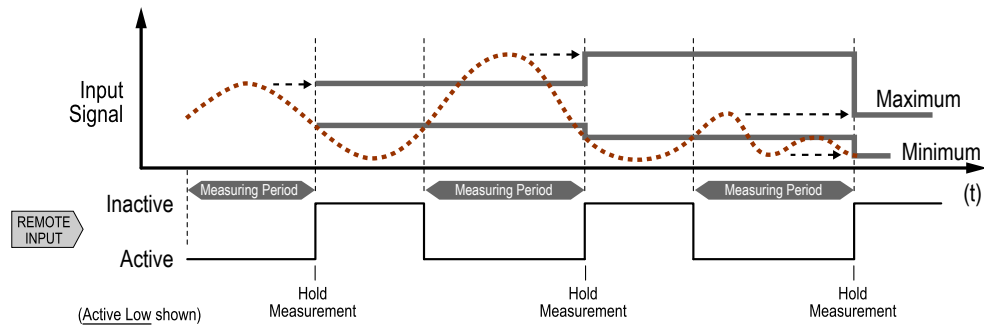 Input
Signal
Maximum
Minimum
(t)
Measuring Period
Measuring Period
Measuring Period
REMOTE
INPUT
Inactive
Active
Hold
Measurement
Hold
Measurement
Hold
Measurement
(Active Low shown)